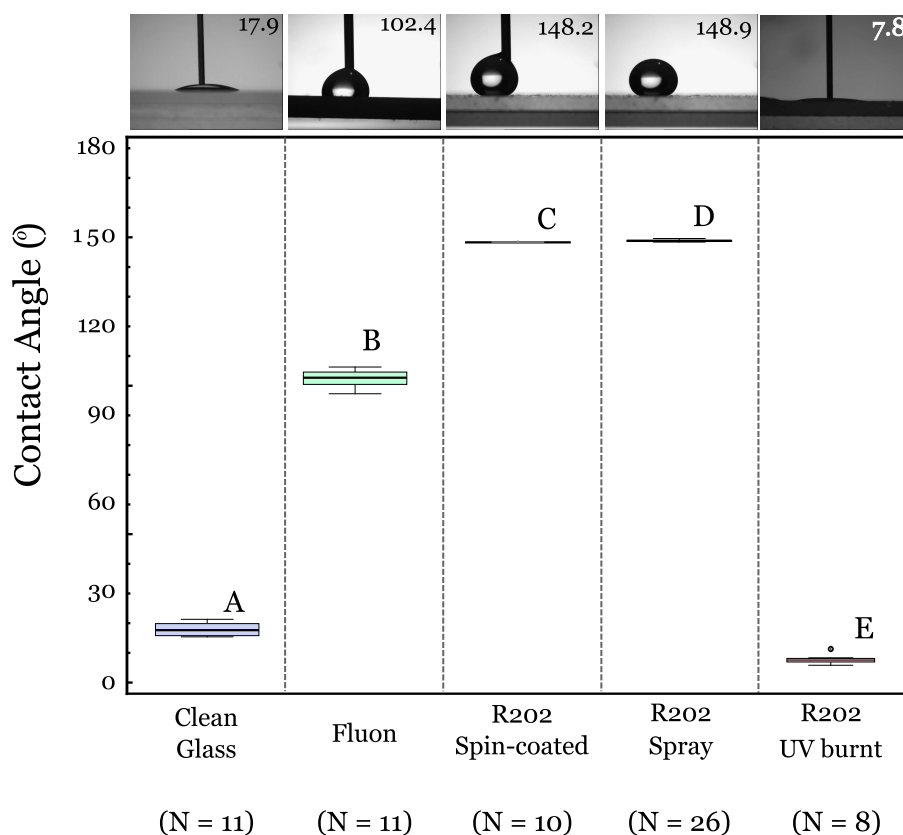 17.9
102.4
148.2
148.9
7.8
Contact Angle (°)
180
150
120
90
60
30
0
A
B
C
D
E
Clean
Glass
Fluon
R202
Spin-coated
R202
Spray
R202
UV burnt
(N = 11)
(N = 11)
(N = 10)
(N = 26)
(N = 8)